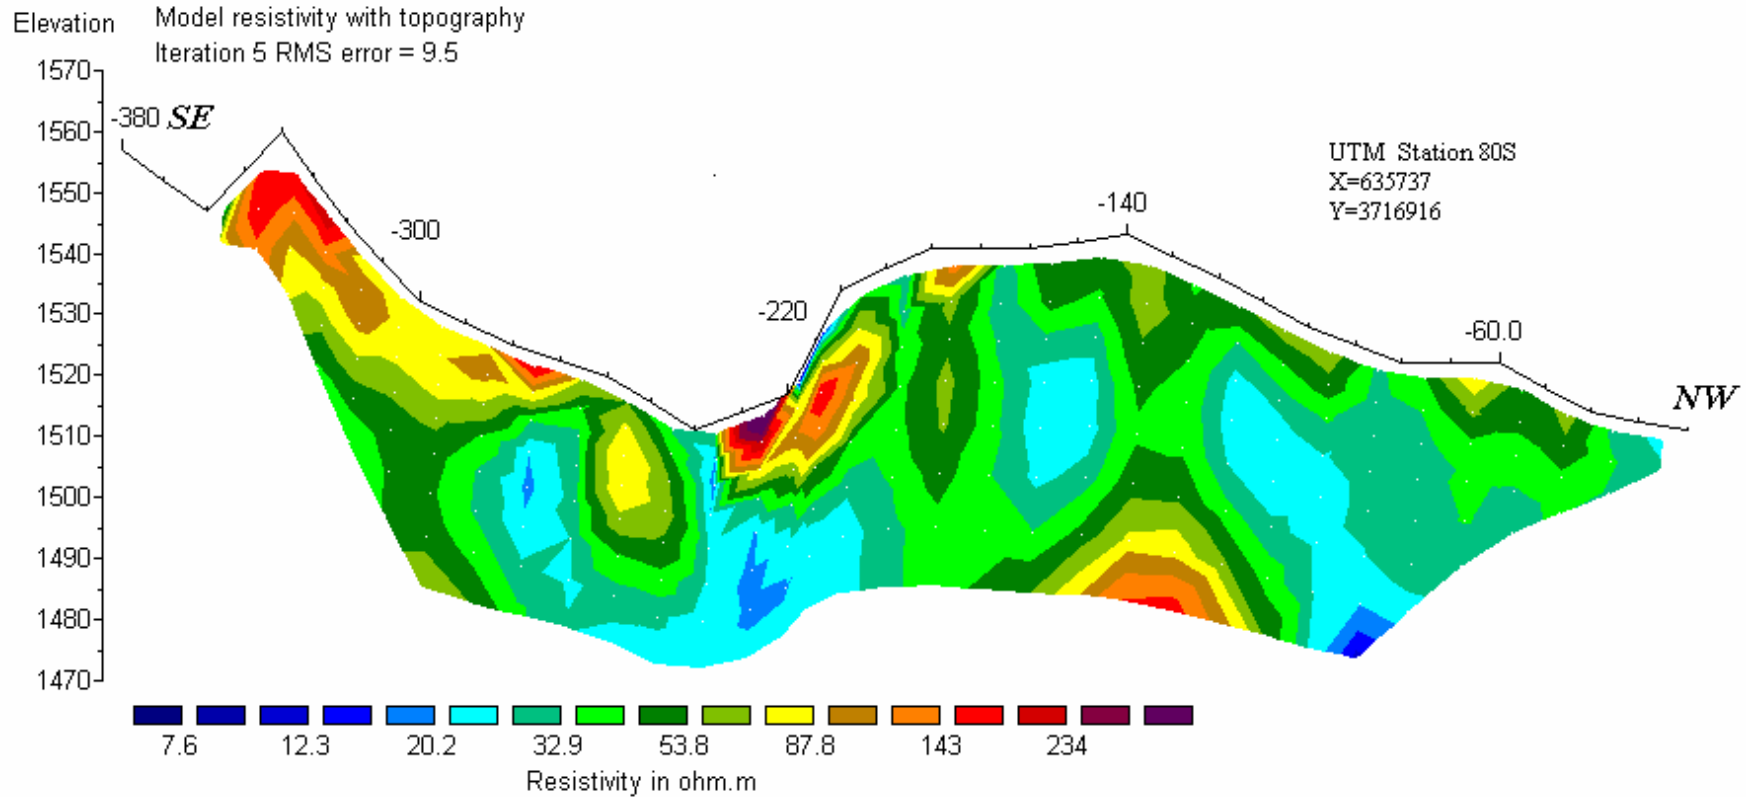 Elevation
Model resistivity with topography
Iteration 5 RMS error = 9.5
1570
1560
1550
1540
1530
1520
1510
1500
1490
1480
1470
-380 SE
-300
-220
-140
-60.0
NW
UTM Station 80S
X=635737
Y=3716916
7.6 12.3 20.2 32.9 53.8 87.8 143 234
Resistivity in ohm.m